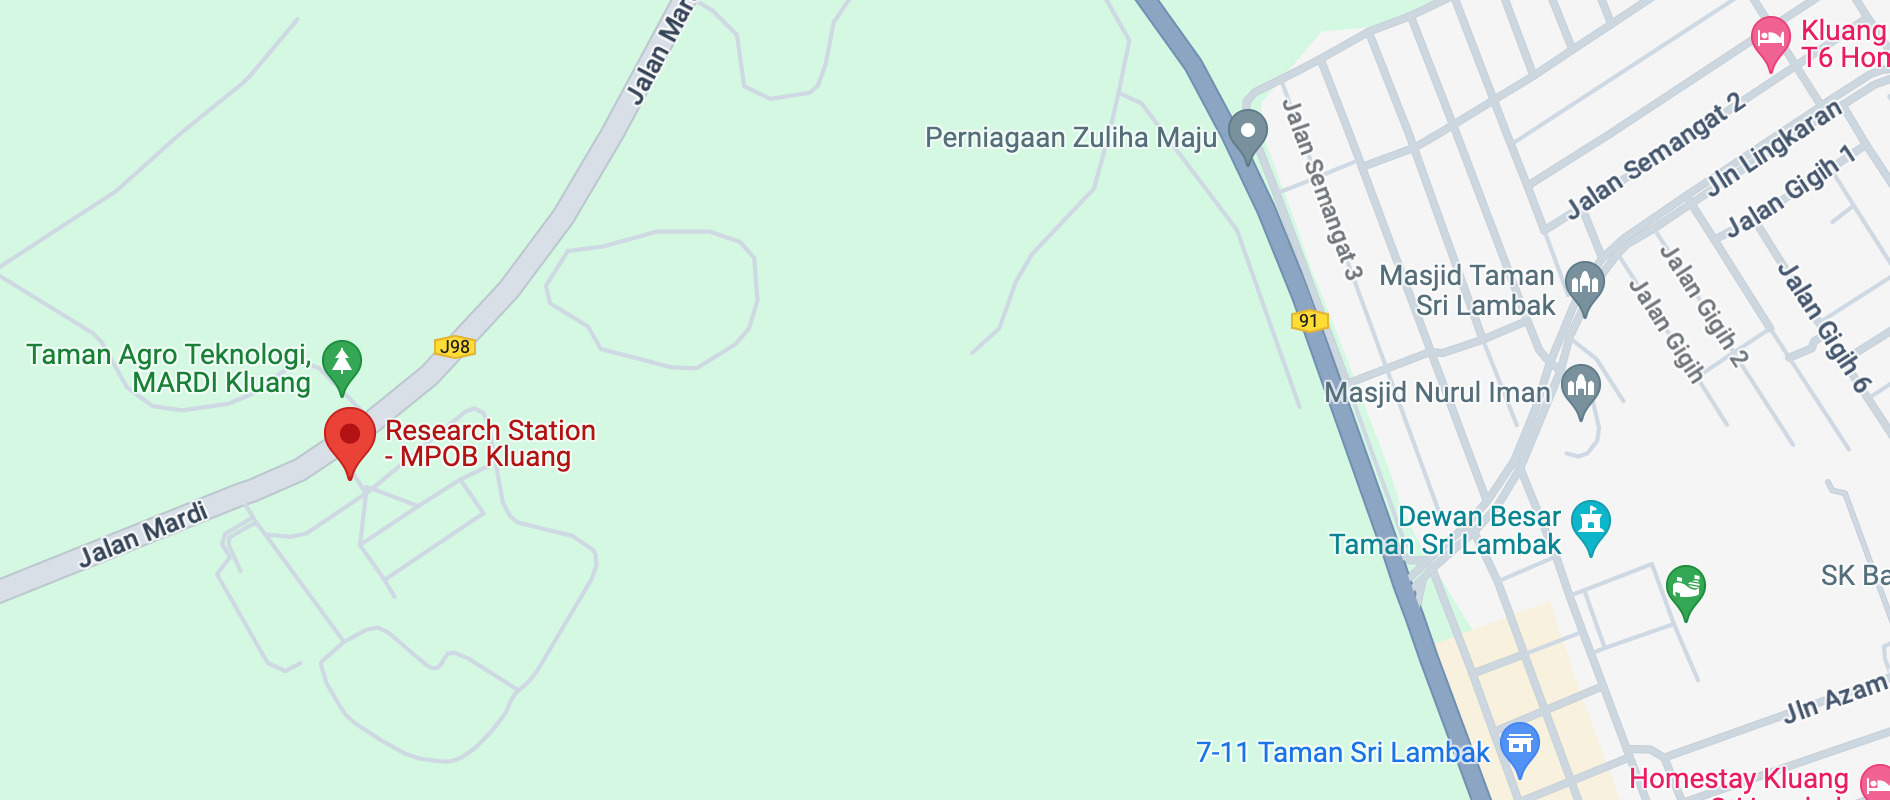 Jalan Mar
Kluang
T6 Hom
Perniagaan Zuliha Maju
Jalan Semangat 3
Jalan Semangat 2
Jln Lingkaran
Jalan Gigih 1
Masjid Taman
Sri Lambak
Jalan Gigih 2
Jalan Gigih
Jalan Gigih 6
91
J98
Taman Agro Teknologi,
MARDI Kluang
Masjid Nurul Iman
Research Station
- MPOB Kluang
Jalan Mardi
Dewan Besar
Taman Sri Lambak
SK Ba
Jln Azam
7-11 Taman Sri Lambak
Homestay Kluang